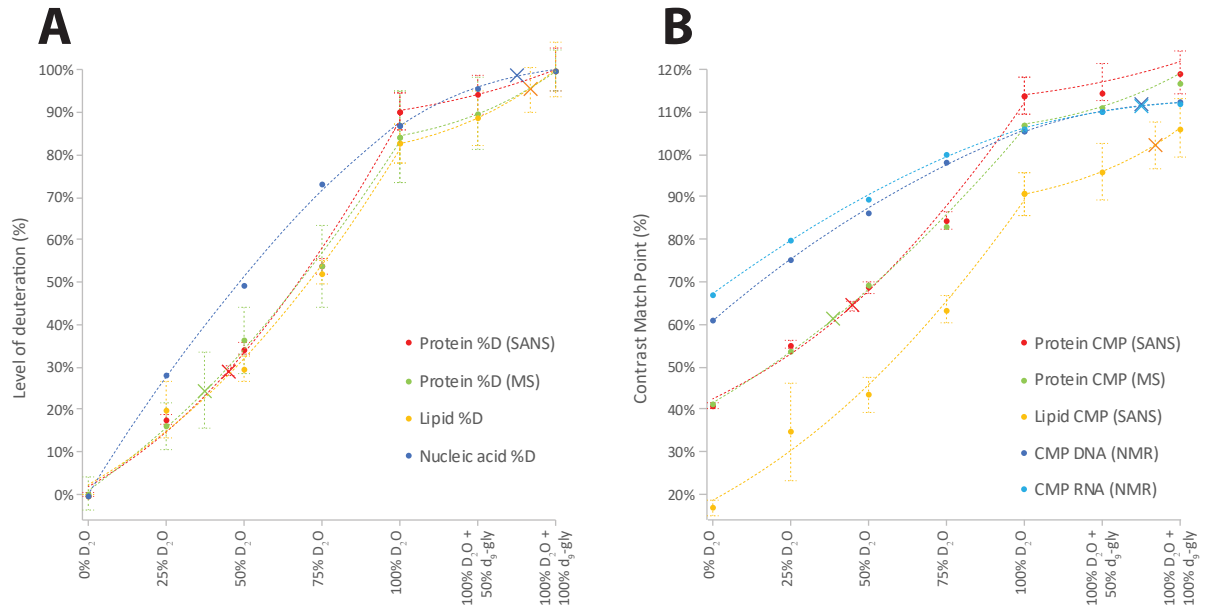 A
Level of deuteration (%)
100%
90%
80%
70%
60%
50%
40%
30%
20%
10%
0%
Protein %D (SANS)
Protein %D (MS)
Lipid %D
Nucleic acid %D
0% D₂O
25% D₂O
50% D₂O
75% D₂O
100% D₂O
100% D₂O +
50% d₉-gly
100% D₂O +
100% d₉-gly
B
Contrast Match Point (%)
120%
110%
100%
90%
80%
70%
60%
50%
40%
30%
20%
Protein CMP (SANS)
Protein CMP (MS)
Lipid CMP (SANS)
CMP DNA (NMR)
CMP RNA (NMR)
0% D₂O
25% D₂O
50% D₂O
75% D₂O
100% D₂O
100% D₂O +
50% d₉-gly
100% D₂O +
100% d₉-gly